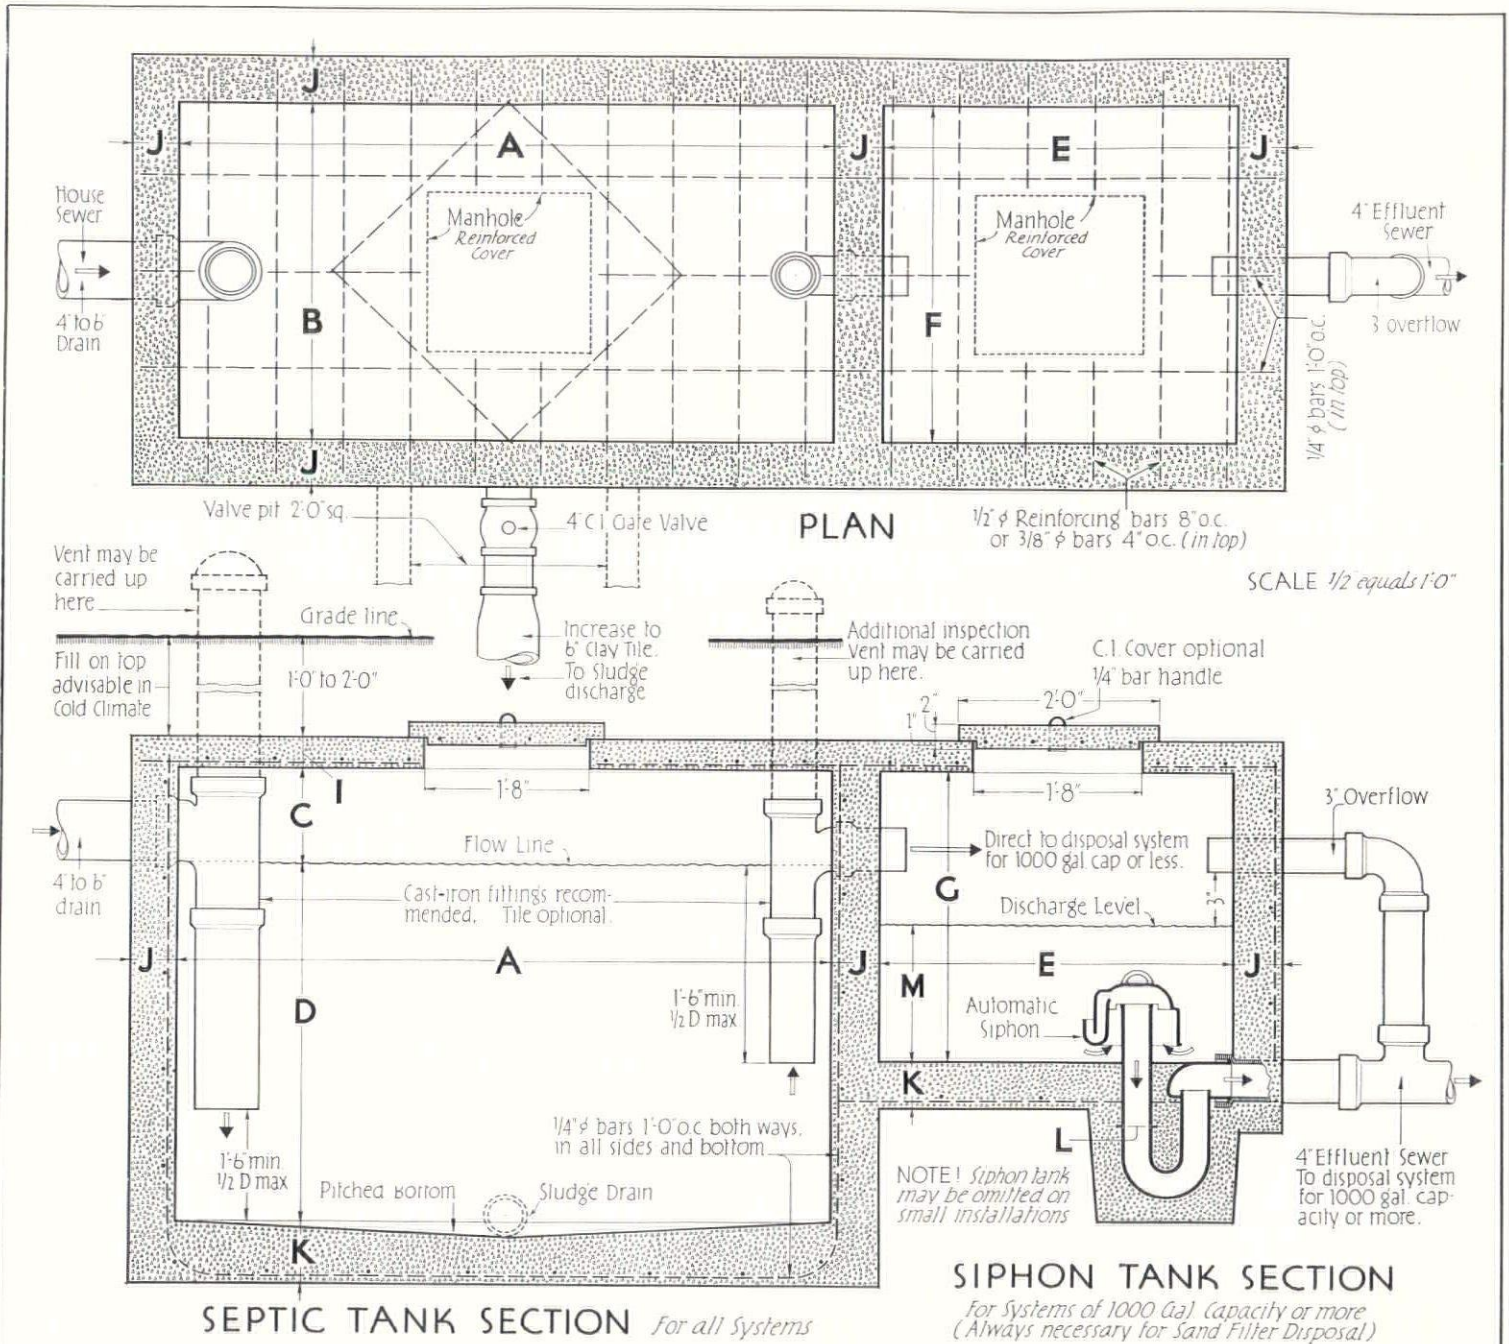 J
J
A
J
E
J
House
Sewer
Manhole
Reinforced
Cover
Manhole
Reinforced
Cover
4" Effluent
Sewer
4" to 6"
Drain
B
F
3" overflow
1/4" ϕ bars 1'-0" o.c.
(in top)
J
Valve pit 2'-0" sq.
4" C.I. Gate Valve
PLAN
1/2" ϕ Reinforcing bars 8" o.c.
or 3/8" ϕ bars 4" o.c. (in top)
SCALE 1/2" equals 1'-0"
Vent may be
carried up
here
Grade line
Fill on top
advisable in
Cold Climate
1'-0" to 2'-0"
Increase to
6" Clay Tile.
To Sludge
discharge
Additional inspection
Vent may be carried
up here.
C.I. Cover optional
1/4" bar handle
2'-0"
2"
1"
I
1'-8"
1'-8"
C
3" Overflow
Flow Line
Direct to disposal system
for 1000 gal cap or less.
4" to 6"
drain
Cast-iron fittings recom-
mended. Tile optional.
G
Discharge Level
3"
J
A
J
E
J
D
1'-6" min.
1/2 D max.
M
Automatic
Siphon
K
1/4" ϕ bars 1'-0" o.c. both ways,
in all sides and bottom
L
1'-6" min.
1/2 D max
Pitched Bottom
Sludge Drain
NOTE! Siphon tank
may be omitted on
small installations
4" Effluent Sewer
To disposal system
for 1000 gal. cap-
acity or more.
K
SEPTIC TANK SECTION For all Systems
SIPHON TANK SECTION
For Systems of 1000 Gal Capacity or more
(Always necessary for Sand Filter Disposal)